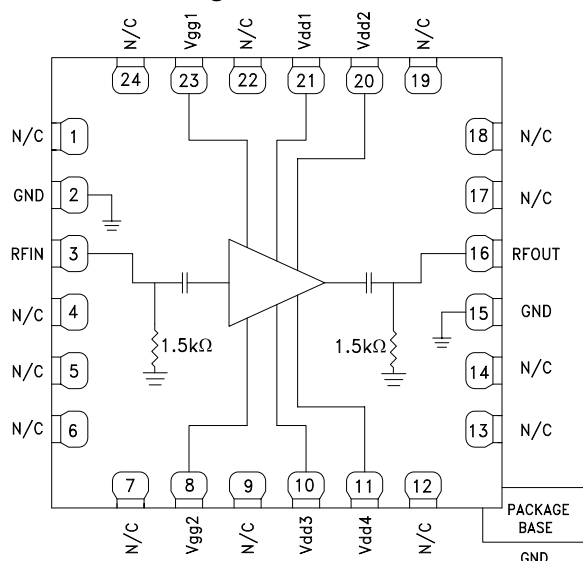 N/C
Vgg1
N/C
Vdd1
Vdd2
N/C
24
23
22
21
20
19
N/C
1
18
N/C
GND
2
17
N/C
RFIN
3
16
RFOUT
N/C
4
15
GND
1.5kΩ
1.5kΩ
N/C
5
14
N/C
N/C
6
13
N/C
7
8
9
10
11
12
N/C
Vgg2
N/C
Vdd3
Vdd4
N/C
PACKAGE
BASE
GND